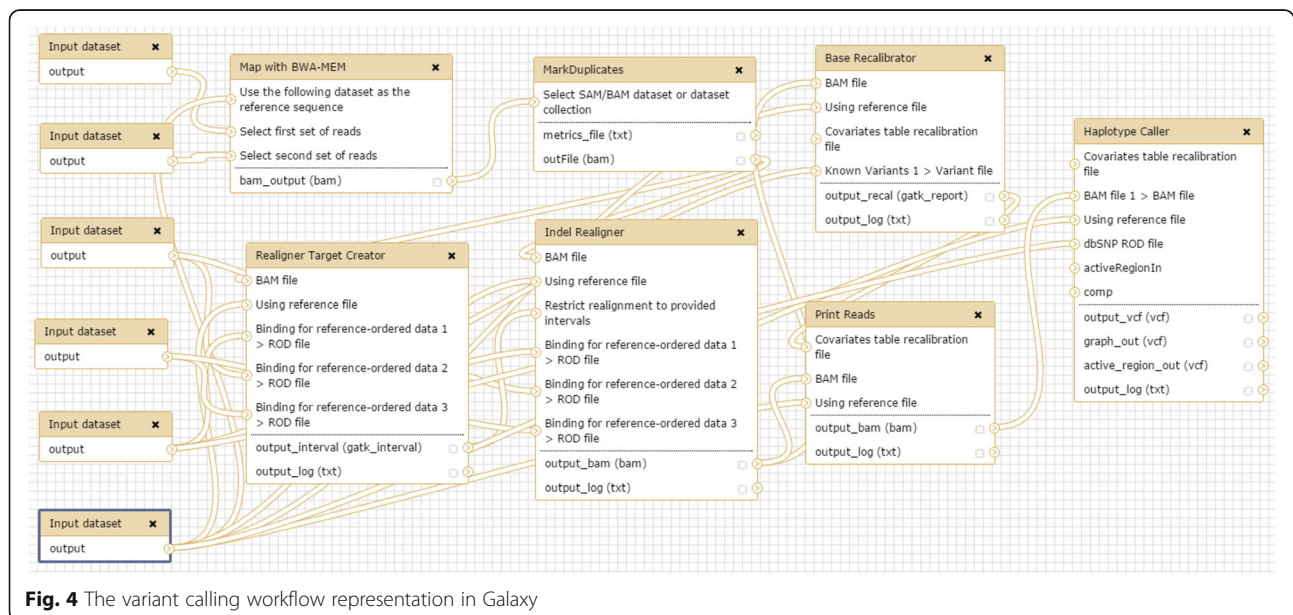 Input dataset ×
output
Input dataset ×
output
Input dataset ×
output
Input dataset ×
output
Input dataset ×
output
Input dataset ×
output
Map with BWA-MEM ×
Use the following dataset as the
reference sequence
Select first set of reads
Select second set of reads
bam_output (bam)
Realigner Target Creator ×
BAM file
Using reference file
Binding for reference-ordered data 1
> ROD file
Binding for reference-ordered data 2
> ROD file
Binding for reference-ordered data 3
> ROD file
output_interval (gatk_interval)
output_log (txt)
MarkDuplicates ×
Select SAM/BAM dataset or dataset
collection
metrics_file (txt)
outFile (bam)
Indel Realigner ×
BAM file
Using reference file
Restrict realignment to provided
intervals
Binding for reference-ordered data 1
> ROD file
Binding for reference-ordered data 2
> ROD file
Binding for reference-ordered data 3
> ROD file
output_bam (bam)
output_log (txt)
Base Recalibrator ×
BAM file
Using reference file
Covariates table recalibration
file
Known Variants 1 > Variant file
output_recal (gatk_report)
output_log (txt)
Print Reads ×
Covariates table recalibration
file
BAM file
Using reference file
output_bam (bam)
output_log (txt)
Haplotype Caller ×
Covariates table recalibration
file
BAM file 1 > BAM file
Using reference file
dbSNP ROD file
activeRegionIn
comp
output_vcf (vcf)
graph_out (vcf)
active_region_out (vcf)
output_log (txt)
Fig. 4 The variant calling workflow representation in Galaxy